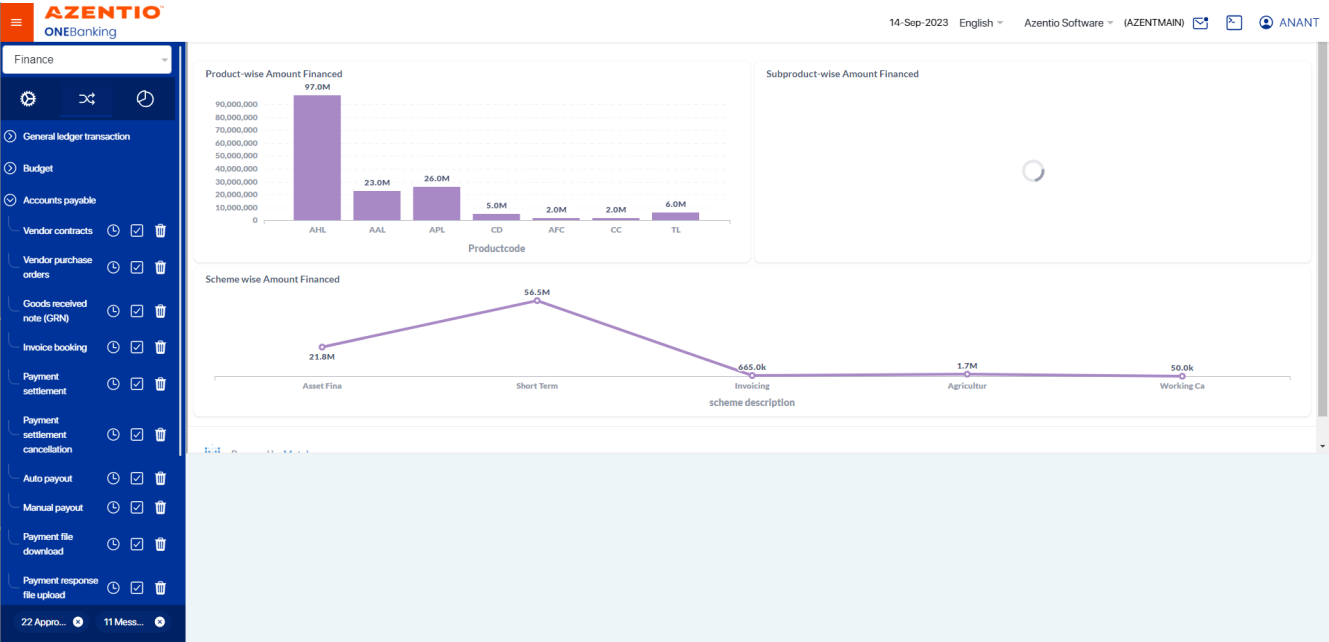 AZENTIO
ONEBanking
14-Sep-2023 English Azentio Software (AZENTMAIN) ANANT
Finance
General ledger transaction
Budget
Accounts payable
Vendor contracts
Vendor purchase
orders
Goods received
note (GRN)
Invoice booking
Payment
settlement
Payment
settlement
cancellation
Auto payout
Manual payout
Payment file
download
Payment response
file upload
22 Appro...
11 Mess...
Product-wise Amount Financed
97.0M
90,000,000
80,000,000
70,000,000
60,000,000
50,000,000
40,000,000
30,000,000
20,000,000
10,000,000
0
23.0M
26.0M
5.0M
2.0M
2.0M
6.0M
AHL AAL APL CD AFC CC TL
Productcode
Subproduct-wise Amount Financed
Scheme wise Amount Financed
56.5M
21.8M
665.0k
1.7M
50.0k
Asset Fina Short Term Invoicing Agricultur Working Ca
scheme description